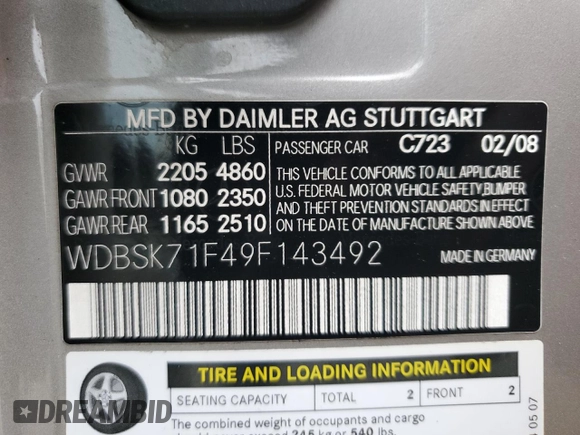 MFD BY DAIMLER AG STUTTGART
KG LBS PASSENGER CAR C723 02/08
GVWR 2205 4860
GAWR FRONT 1080 2350
GAWR REAR 1165 2510
THIS VEHICLE CONFORMS TO ALL APPLICABLE
U.S. FEDERAL MOTOR VEHICLE SAFETY, BUMPER
AND THEFT PREVENTION STANDARDS IN EFFECT
ON THE DATE OF MANUFACTURE SHOWN ABOVE.
WDBSK71F49F143492
MADE IN GERMANY
TIRE AND LOADING INFORMATION
SEATING CAPACITY TOTAL 2 FRONT 2
The combined weight of occupants and cargo
exceed 245 kg or 540 lbs.
0 5 07
DREAMBID